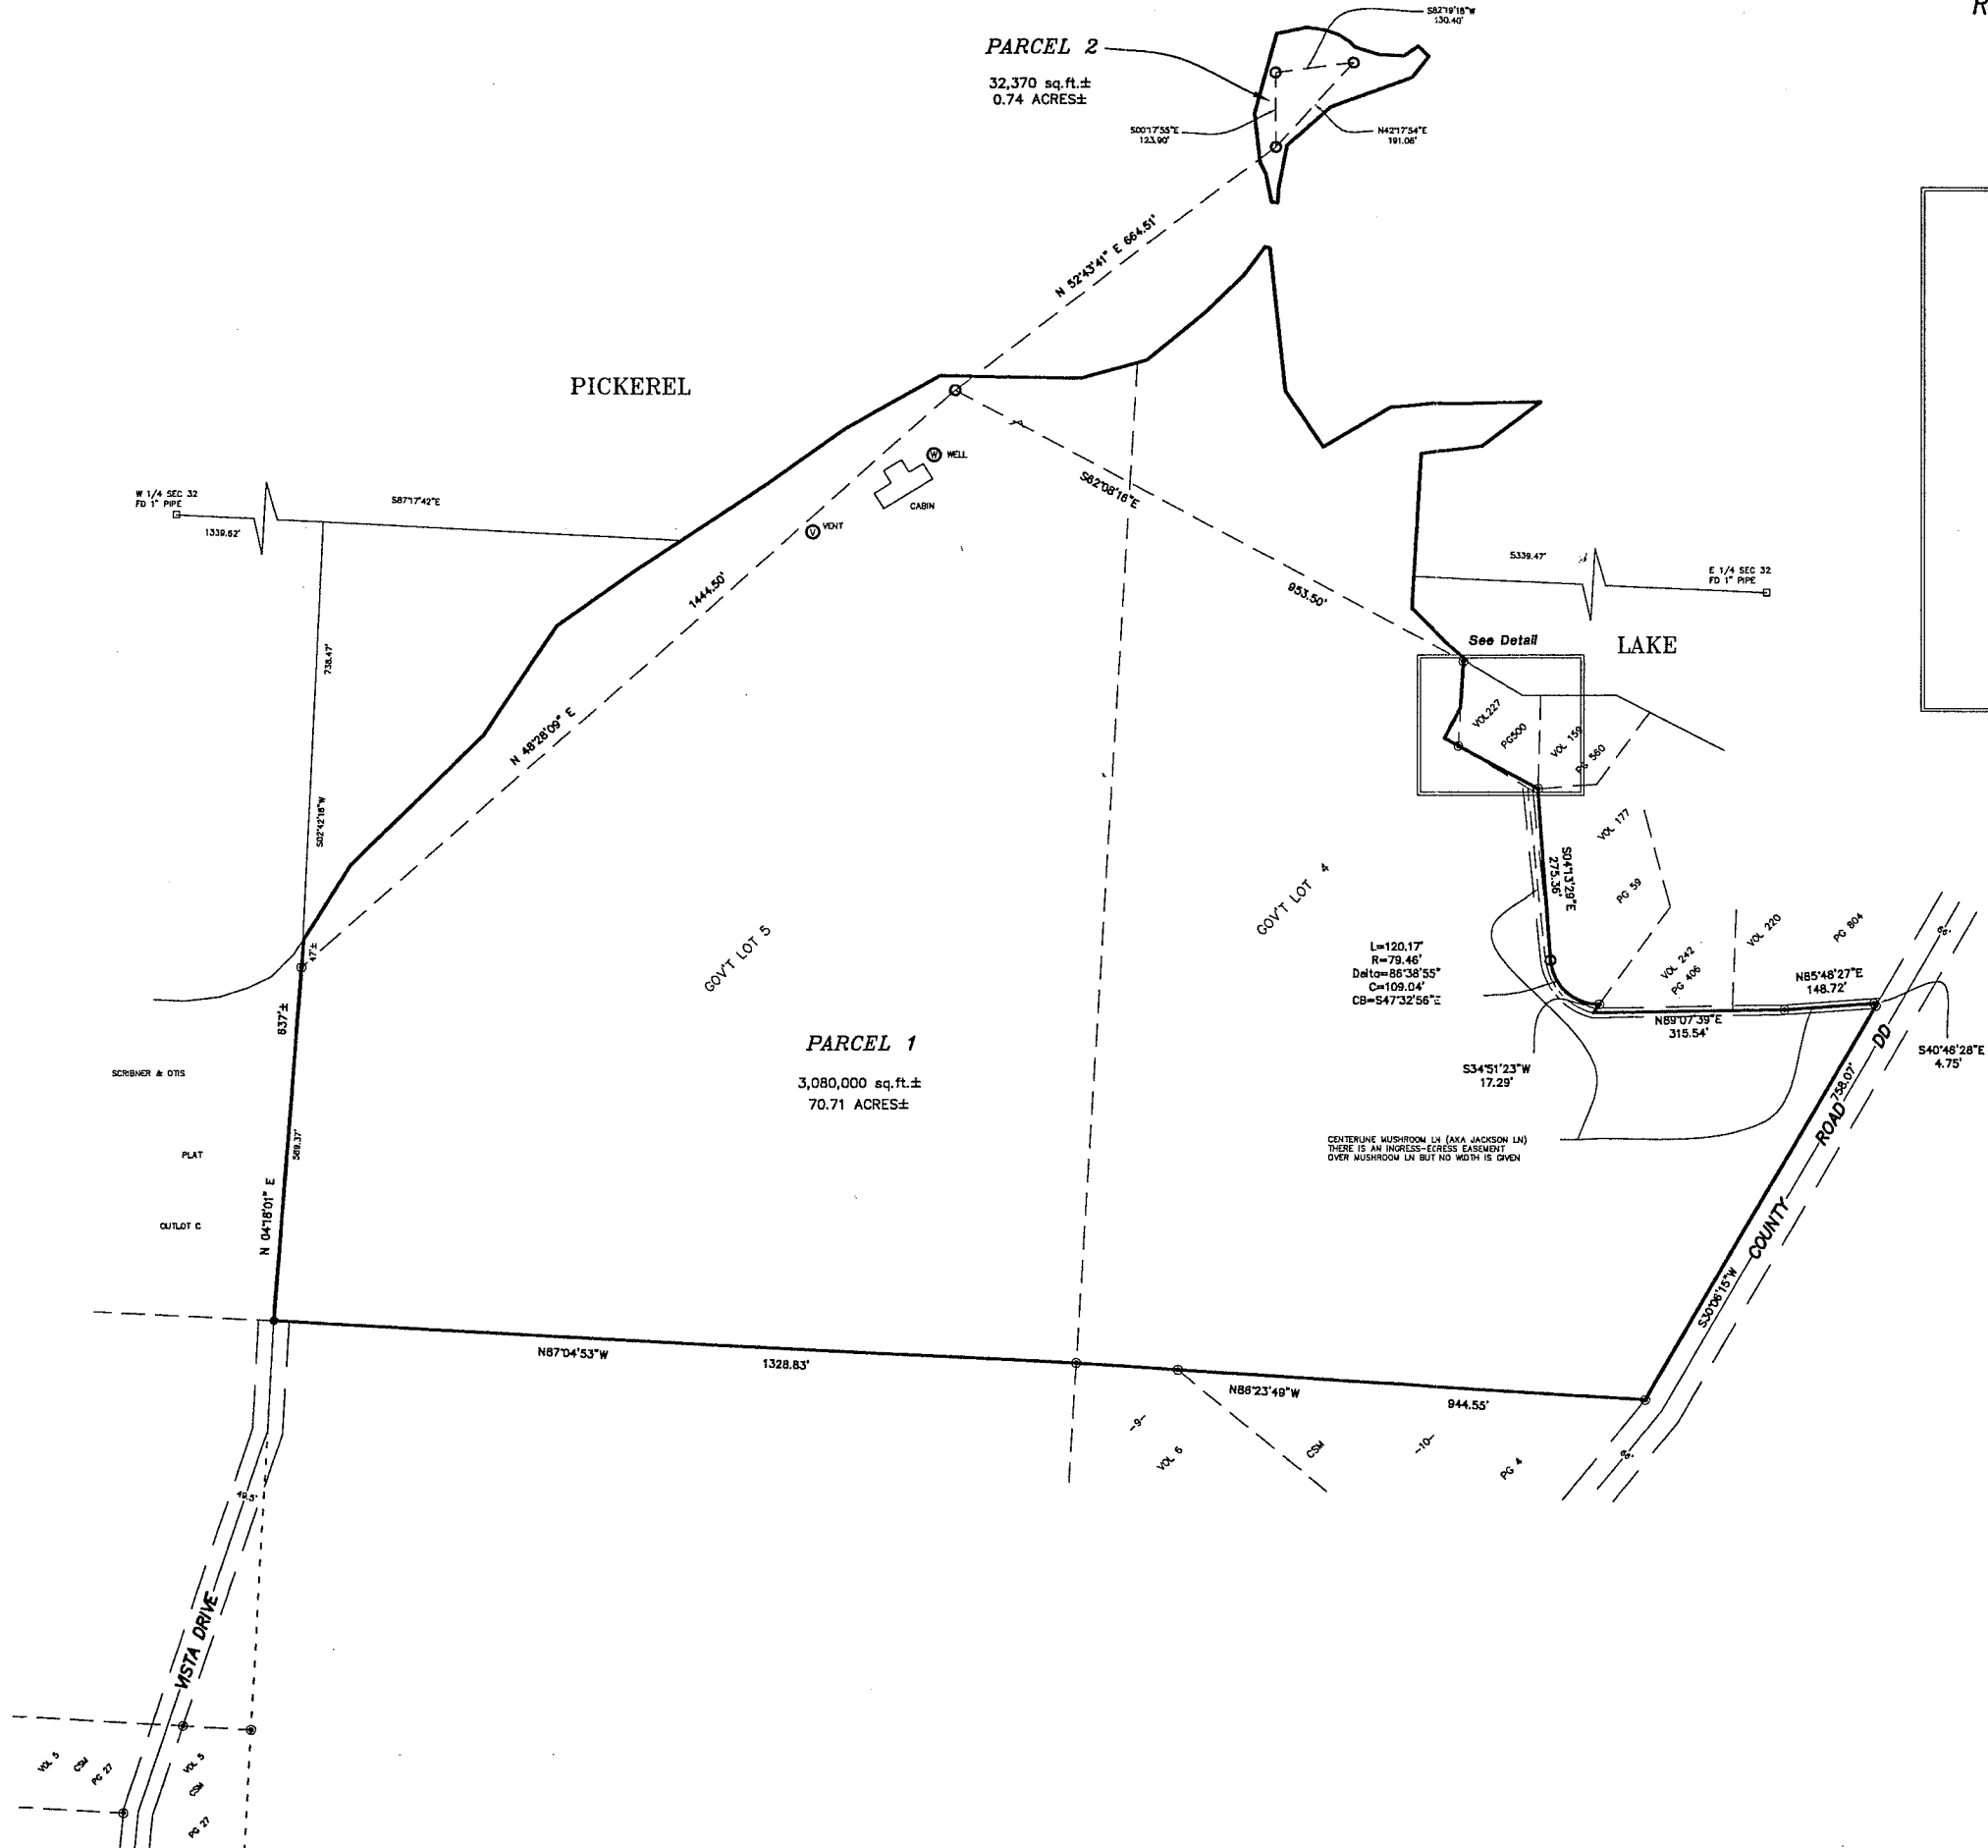 R
S82°19'18"W
130.40'
PARCEL 2
32,370 sq.ft.±
0.74 ACRES±
S00°17'55"E
123.90'
N42°17'54"E
191.06'
N 52°43'41" E 664.51'
PICKEREL
W WELL
CABIN
V VENT
S62°08'16"E
953.50'
W 1/4 SEC 32
FD 1" PIPE
1339.62'
S87°17'42"E
5339.47'
E 1/4 SEC 32
FD 1" PIPE
1444.50'
N 48°28'09" E
738.47'
S02°42'18"W
See Detail
LAKE
VOL227
PG500
VOL 159
PG 560
VOL 177
PG 59
S04°13'29"E
275.36'
GOV'T LOT 4
GOV'T LOT 5
47'±
637'±
L=120.17'
R=79.46'
Delta=86°38'55"
C=109.04'
CB=S47°32'56"E
VOL 242
PG 406
VOL 220
PG 804
66'
N85°48'27"E
148.72'
N89°07'39"E
315.54'
S34°51'23"W
17.29'
S40°48'28"E
4.75'
PARCEL 1
3,080,000 sq.ft.±
70.71 ACRES±
SCRIBNER & OTIS
PLAT
OUTLOT C
589.37'
N 04°18'01" E
CENTERLINE MUSHROOM LN (AKA JACKSON LN)
THERE IS AN INGRESS-EGRESS EASEMENT
OVER MUSHROOM LN BUT NO WIDTH IS GIVEN
COUNTY ROAD DD
S30°06'15"W 758.07'
N87°04'53"W
1328.83'
N86°23'49"W
944.55'
-9-
VOL 6
CSM
-10-
PG 4
66'
49.5'
VISTA DRIVE
VOL 5
CSM
PG 27
VOL 5
CSM
PG 27